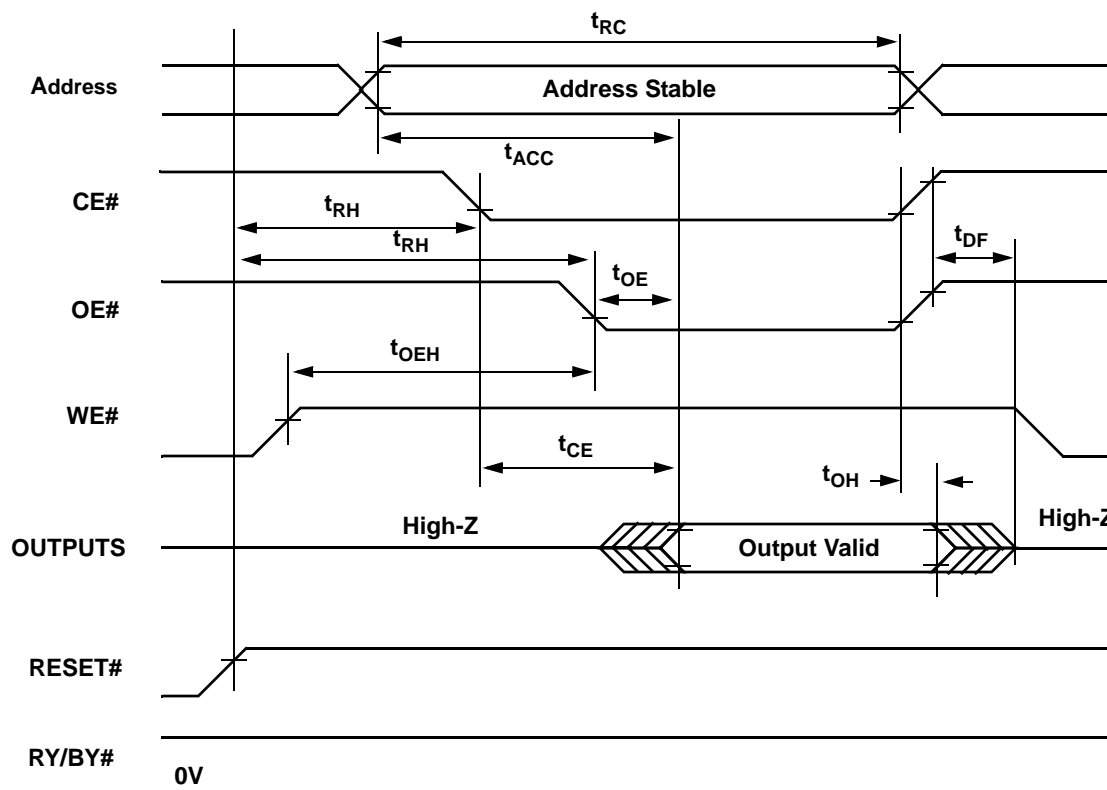 tRC
Address
Address Stable
tACC
CE#
tRH
tRH
tDF
tOE
OE#
tOEH
WE#
tCE
tOH
High-Z
High-Z
OUTPUTS
Output Valid
RESET#
RY/BY#
0V